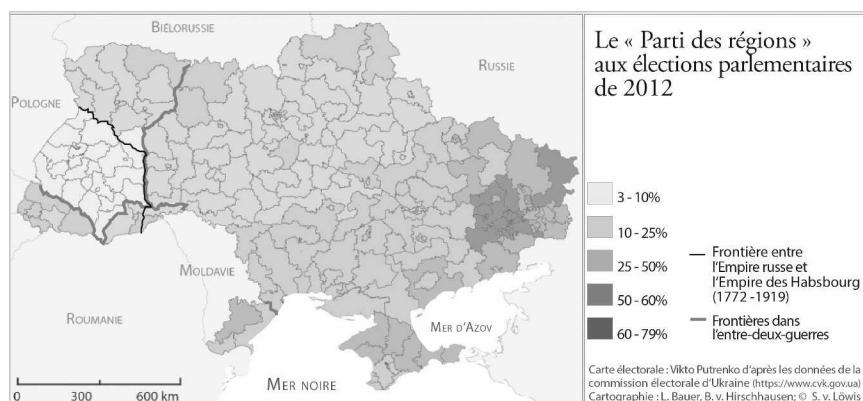 BIÉLORUSSIE
RUSSIE
POLOGNE
MOLDAVIE
ROUMANIE
MER D'AZOV
MER NOIRE
0 300 600 km
Le « Parti des régions »
aux élections parlementaires
de 2012
3 - 10%
10 - 25%
25 - 50%
50 - 60%
60 - 79%
Frontière entre
l'Empire russe et
l'Empire des Habsbourg
(1772 -1919)
Frontières dans
l'entre-deux-guerres
Carte électorale : Vikto Putrenko d'après les données de la
commission électorale d'Ukraine (https://www.cvk.gov.ua)
Cartographie : L. Bauer, B. v. Hirschhausen; © S. v. Löwis